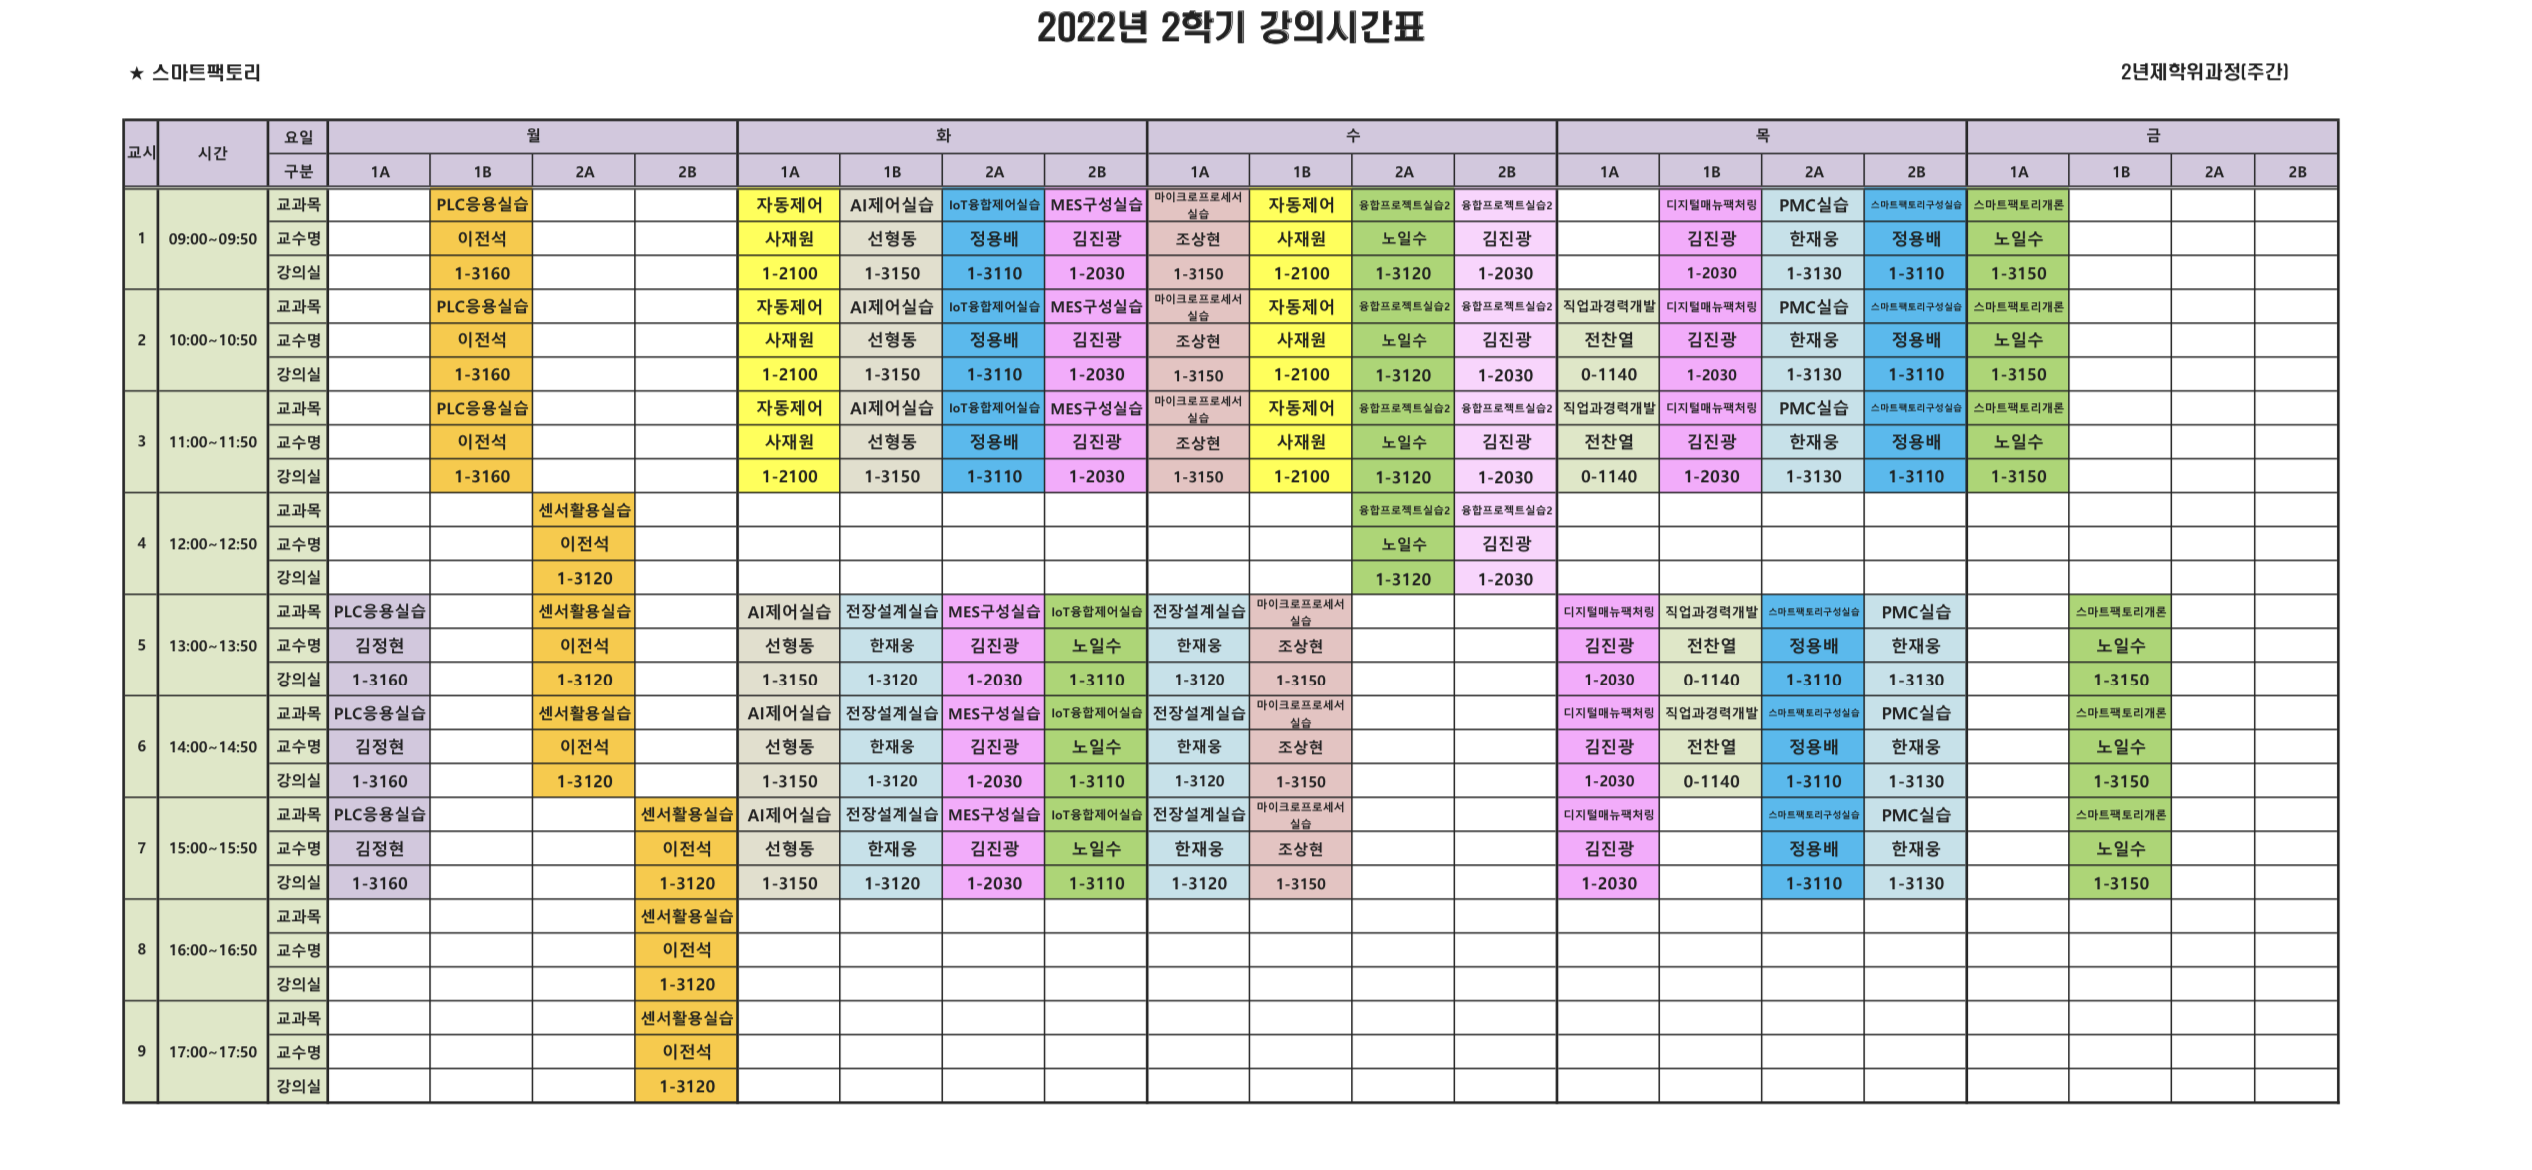 2022년 2학기 강의시간표
★ 스마트팩토리 2년제학위과정(주간)
교시 시간 요일 월 화 수 목 금
구분 1A 1B 2A 2B 1A 1B 2A 2B 1A 1B 2A 2B 1A 1B 2A 2B 1A 1B 2A 2B
1 09:00~09:50 교과목 PLC응용실습 자동제어 AI제어실습 IoT융합제어실습 MES구성실습 마이크로프로세서실습 자동제어 융합프로젝트실습2 융합프로젝트실습2 디지털매뉴팩처링 PMC실습 스마트팩토리구성실습 스마트팩토리개론
교수명 이전석 사재원 선형동 정용배 김진광 조상현 사재원 노일수 김진광 김진광 한재웅 정용배 노일수
강의실 1-3160 1-2100 1-3150 1-3110 1-2030 1-3150 1-2100 1-3120 1-2030 1-2030 1-3130 1-3110 1-3150
2 10:00~10:50 교과목 PLC응용실습 자동제어 AI제어실습 IoT융합제어실습 MES구성실습 마이크로프로세서실습 자동제어 융합프로젝트실습2 융합프로젝트실습2 직업과경력개발 디지털매뉴팩처링 PMC실습 스마트팩토리구성실습 스마트팩토리개론
교수명 이전석 사재원 선형동 정용배 김진광 조상현 사재원 노일수 김진광 전찬열 김진광 한재웅 정용배 노일수
강의실 1-3160 1-2100 1-3150 1-3110 1-2030 1-3150 1-2100 1-3120 1-2030 0-1140 1-2030 1-3130 1-3110 1-3150
3 11:00~11:50 교과목 PLC응용실습 자동제어 AI제어실습 IoT융합제어실습 MES구성실습 마이크로프로세서실습 자동제어 융합프로젝트실습2 융합프로젝트실습2 직업과경력개발 디지털매뉴팩처링 PMC실습 스마트팩토리구성실습 스마트팩토리개론
교수명 이전석 사재원 선형동 정용배 김진광 조상현 사재원 노일수 김진광 전찬열 김진광 한재웅 정용배 노일수
강의실 1-3160 1-2100 1-3150 1-3110 1-2030 1-3150 1-2100 1-3120 1-2030 0-1140 1-2030 1-3130 1-3110 1-3150
4 12:00~12:50 교과목 센서활용실습 융합프로젝트실습2 융합프로젝트실습2
교수명 이전석 노일수 김진광
강의실 1-3120 1-3120 1-2030
5 13:00~13:50 교과목 PLC응용실습 센서활용실습 AI제어실습 전장설계실습 MES구성실습 IoT융합제어실습 전장설계실습 마이크로프로세서실습 디지털매뉴팩처링 직업과경력개발 스마트팩토리구성실습 PMC실습 스마트팩토리개론
교수명 김정현 이전석 선형동 한재웅 김진광 노일수 한재웅 조상현 김진광 전찬열 정용배 한재웅 노일수
강의실 1-3160 1-3120 1-3150 1-3120 1-2030 1-3110 1-3120 1-3150 1-2030 0-1140 1-3110 1-3130 1-3150
6 14:00~14:50 교과목 PLC응용실습 센서활용실습 AI제어실습 전장설계실습 MES구성실습 IoT융합제어실습 전장설계실습 마이크로프로세서실습 디지털매뉴팩처링 직업과경력개발 스마트팩토리구성실습 PMC실습 스마트팩토리개론
교수명 김정현 이전석 선형동 한재웅 김진광 노일수 한재웅 조상현 김진광 전찬열 정용배 한재웅 노일수
강의실 1-3160 1-3120 1-3150 1-3120 1-2030 1-3110 1-3120 1-3150 1-2030 0-1140 1-3110 1-3130 1-3150
7 15:00~15:50 교과목 PLC응용실습 센서활용실습 AI제어실습 전장설계실습 MES구성실습 IoT융합제어실습 전장설계실습 마이크로프로세서실습 디지털매뉴팩처링 스마트팩토리구성실습 PMC실습 스마트팩토리개론
교수명 김정현 이전석 선형동 한재웅 김진광 노일수 한재웅 조상현 김진광 정용배 한재웅 노일수
강의실 1-3160 1-3120 1-3150 1-3120 1-2030 1-3110 1-3120 1-3150 1-2030 1-3110 1-3130 1-3150
8 16:00~16:50 교과목 센서활용실습
교수명 이전석
강의실 1-3120
9 17:00~17:50 교과목 센서활용실습
교수명 이전석
강의실 1-3120